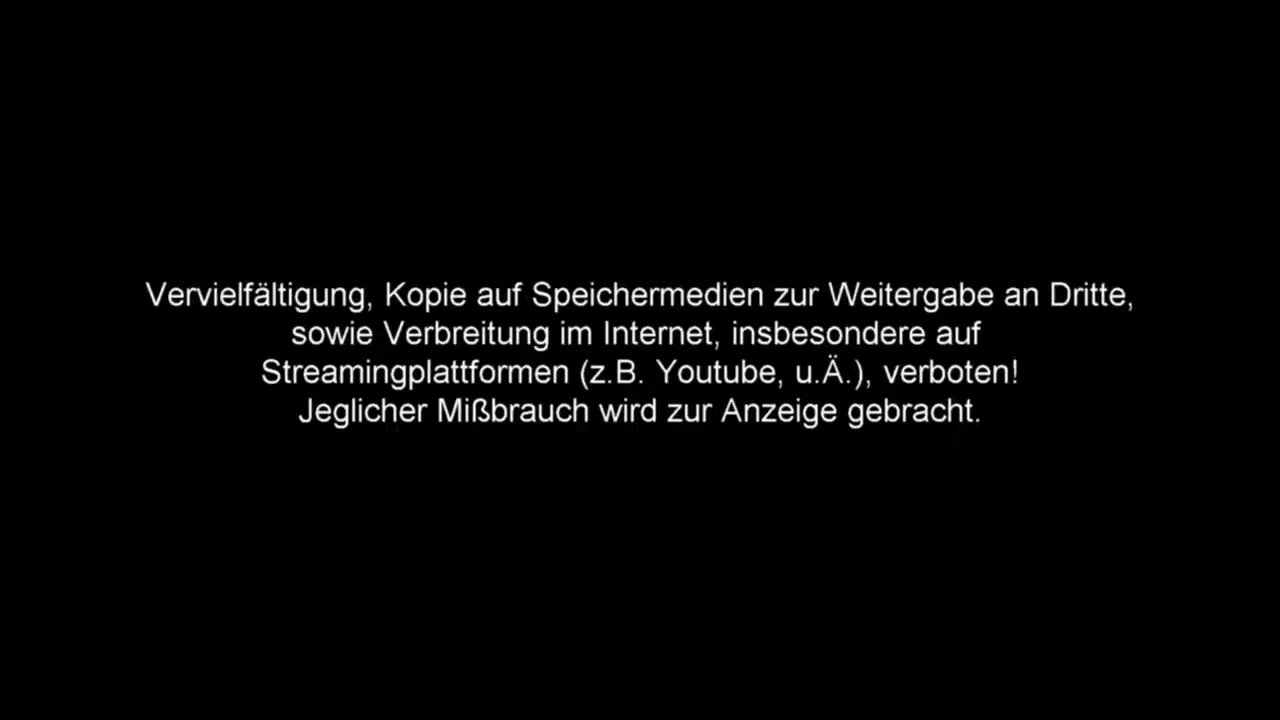 Vervielfältigung, Kopie auf Speichermedien zur Weitergabe an Dritte,
sowie Verbreitung im Internet, insbesondere auf
Streamingplattformen (z.B. Youtube, u.Ä.), verboten!
Jeglicher Mißbrauch wird zur Anzeige gebracht.